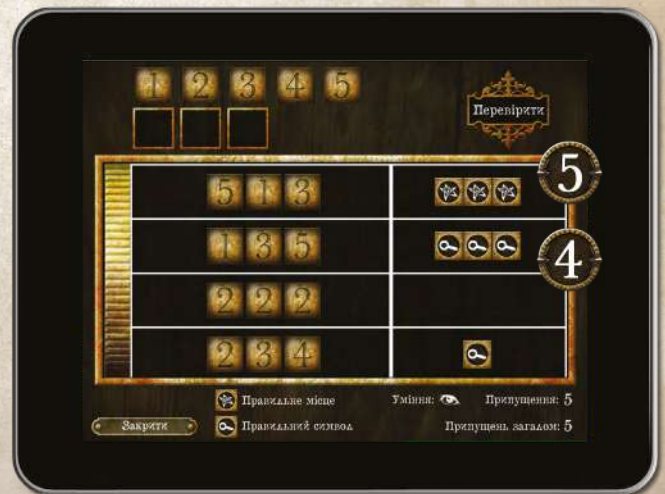 1 2 3 4 5
Перевірити
5 1 3
5
1 3 5
4
2 2 2
2 3 4
Правильне місце
Уміння: Припущення: 5
Закрити
Правильний символ
Припущень загалом: 5